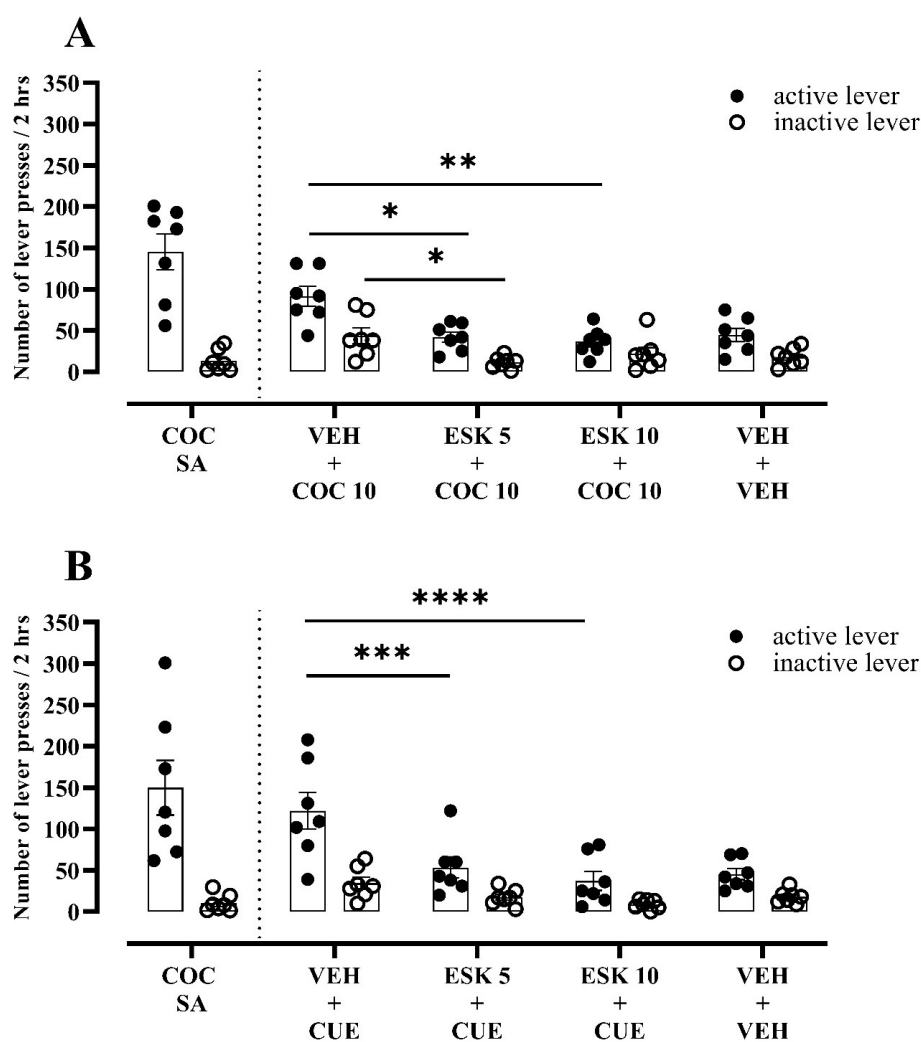 A
Number of lever presses / 2 hrs
350
300
250
200
150
100
50
0
active lever
inactive lever
**
*
*
COC
SA
VEH
+
COC 10
ESK 5
+
COC 10
ESK 10
+
COC 10
VEH
+
VEH
B
Number of lever presses / 2 hrs
350
300
250
200
150
100
50
0
active lever
inactive lever
****
***
COC
SA
VEH
+
CUE
ESK 5
+
CUE
ESK 10
+
CUE
VEH
+
VEH